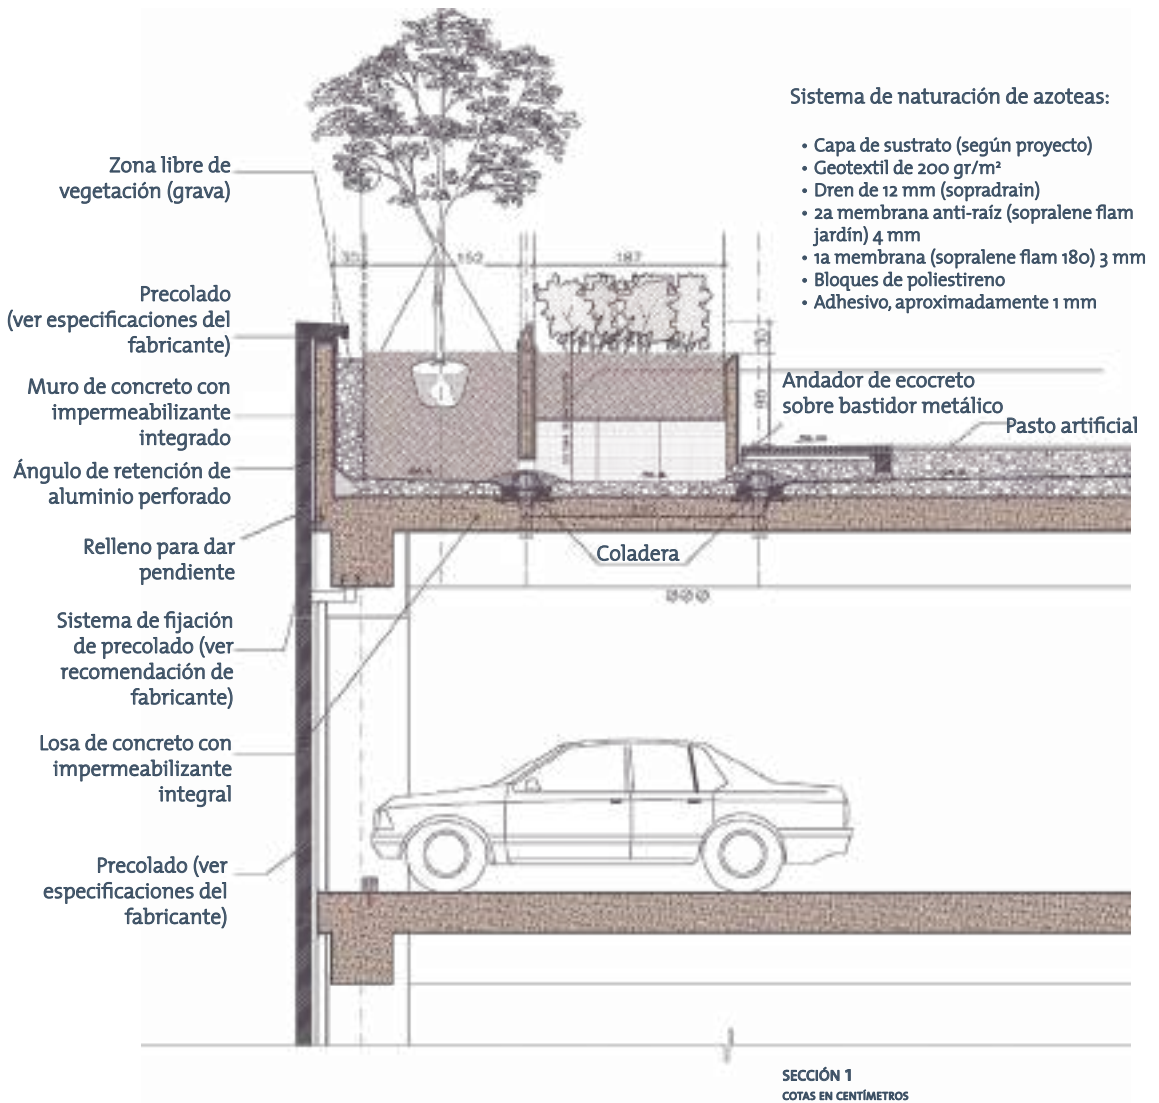 Sistema de naturación de azoteas:
• Capa de sustrato (según proyecto)
• Geotextil de 200 gr/m²
• Dren de 12 mm (sopradrain)
• 2a membrana anti-raíz (sopralene flam
jardín) 4 mm
• 1a membrana (sopralene flam 180) 3 mm
• Bloques de poliestireno
• Adhesivo, aproximadamente 1 mm
Zona libre de
vegetación (grava)
30
152
187
Precolado
(ver especificaciones del
fabricante)
Muro de concreto con
impermeabilizante
integrado
Andador de ecocreto
sobre bastidor metálico
Pasto artificial
Ángulo de retención de
aluminio perforado
Relleno para dar
pendiente
Coladera
Sistema de fijación
de precolado (ver
recomendación de
fabricante)
Losa de concreto con
impermeabilizante
integral
Precolado (ver
especificaciones del
fabricante)
SECCIÓN 1
COTAS EN CENTÍMETROS